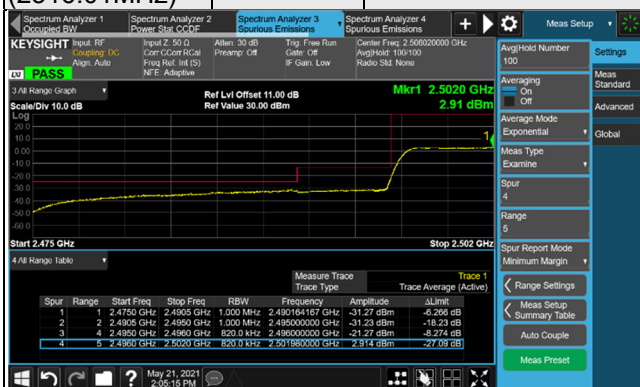 (2516.01MHz)
Spectrum Analyzer 1
Occupied BW
Spectrum Analyzer 2
Power Stat CCDF
Spectrum Analyzer 3
Spurious Emissions
Spectrum Analyzer 4
Spurious Emissions
+
Meas Setup
KEYSIGHT
Input: RF
Coupling: DC
Align: Auto
Input Z: 50 Ω
Corr CCorr RCal
Freq Ref: Int (S)
NFE: Adaptive
Atten: 30 dB
Preamp: Off
Trig: Free Run
Gate: Off
IF Gain: Low
Center Freq: 2.506020000 GHz
Avg|Hold: 100/100
Radio Std: None
LXI PASS
3 All Range Graph
Scale/Div 10.0 dB
Ref Lvl Offset 11.00 dB
Ref Value 30.00 dBm
Mkr1 2.5020 GHz
2.91 dBm
Log
20.0
10.0
0.00
-10.0
-20.0
-30.0
-40.0
-50.0
-60.0
1
Start 2.475 GHz
Stop 2.502 GHz
4 All Range Table
Measure Trace Trace 1
Trace Type Trace Average (Active)
Spur Range Start Freq Stop Freq RBW Frequency Amplitude ΔLimit
1 1 2.4750 GHz 2.4905 GHz 1.000 MHz 2.490164167 GHz -31.27 dBm -6.266 dB
2 2 2.4905 GHz 2.4950 GHz 1.000 MHz 2.495000000 GHz -31.23 dBm -18.23 dB
3 4 2.4950 GHz 2.4960 GHz 820.0 kHz 2.496000000 GHz -21.27 dBm -8.274 dB
4 5 2.4960 GHz 2.5020 GHz 820.0 kHz 2.501980000 GHz 2.914 dBm -27.09 dB
Avg|Hold Number
100
Averaging
On
Off
Average Mode
Exponential
Meas Type
Examine
Spur
4
Range
5
Spur Report Mode
Minimum Margin
Range Settings
Meas Setup
Summary Table
Auto Couple
Meas Preset
Settings
Meas
Standard
Advanced
Global
?
May 21, 2021
2:05:15 PM